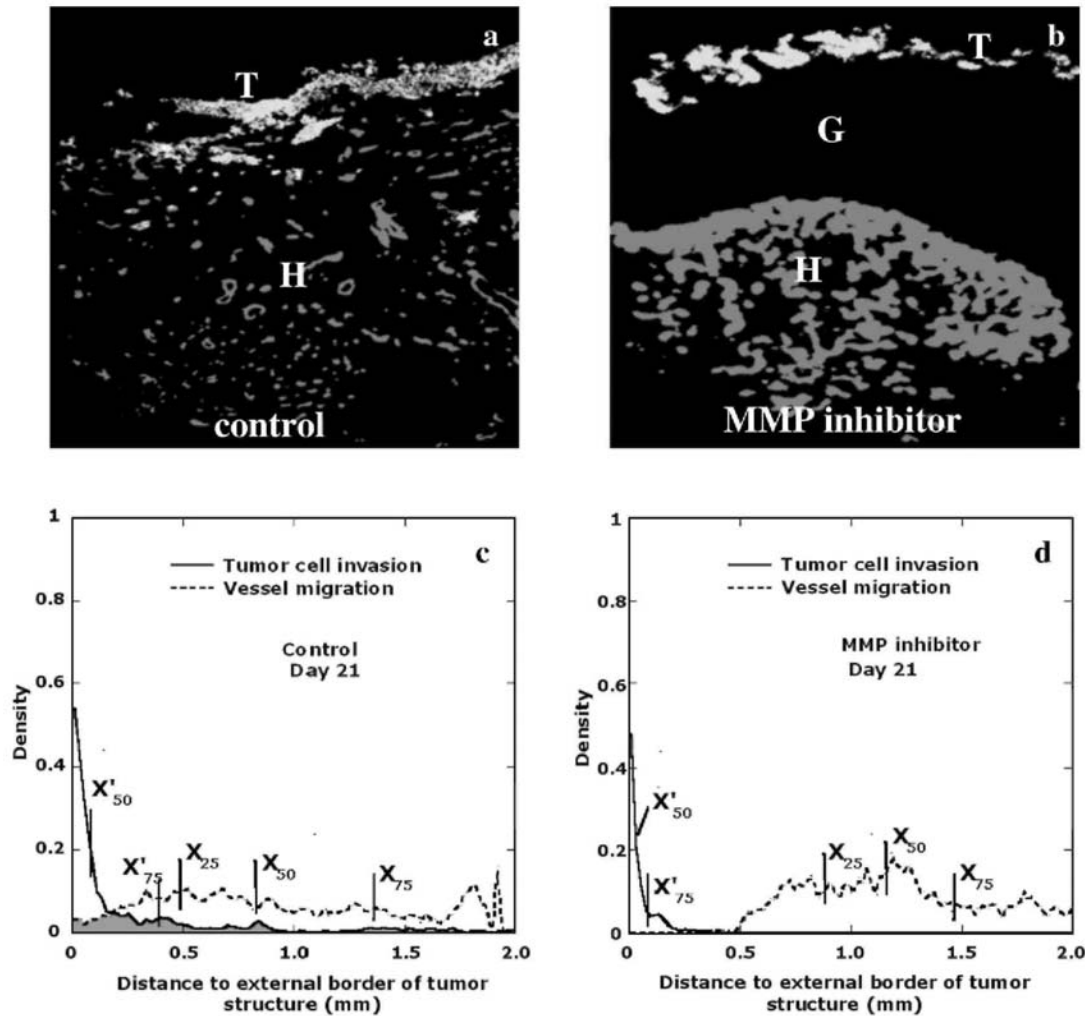 a
T
H
control
b
T
G
H
MMP inhibitor
1
0.8
0.6
0.4
0.2
0
Density
c
Tumor cell invasion
Vessel migration
Control
Day 21
X'50
X'75
X25
X50
X75
0 0.5 1.0 1.5 2.0
Distance to external border of tumor
structure (mm)
1
0.8
0.6
0.4
0.2
0
Density
d
Tumor cell invasion
Vessel migration
MMP inhibitor
Day 21
X'50
X'75
X25
X50
X75
0 0.5 1.0 1.5 2.0
Distance to external border of tumor
structure (mm)